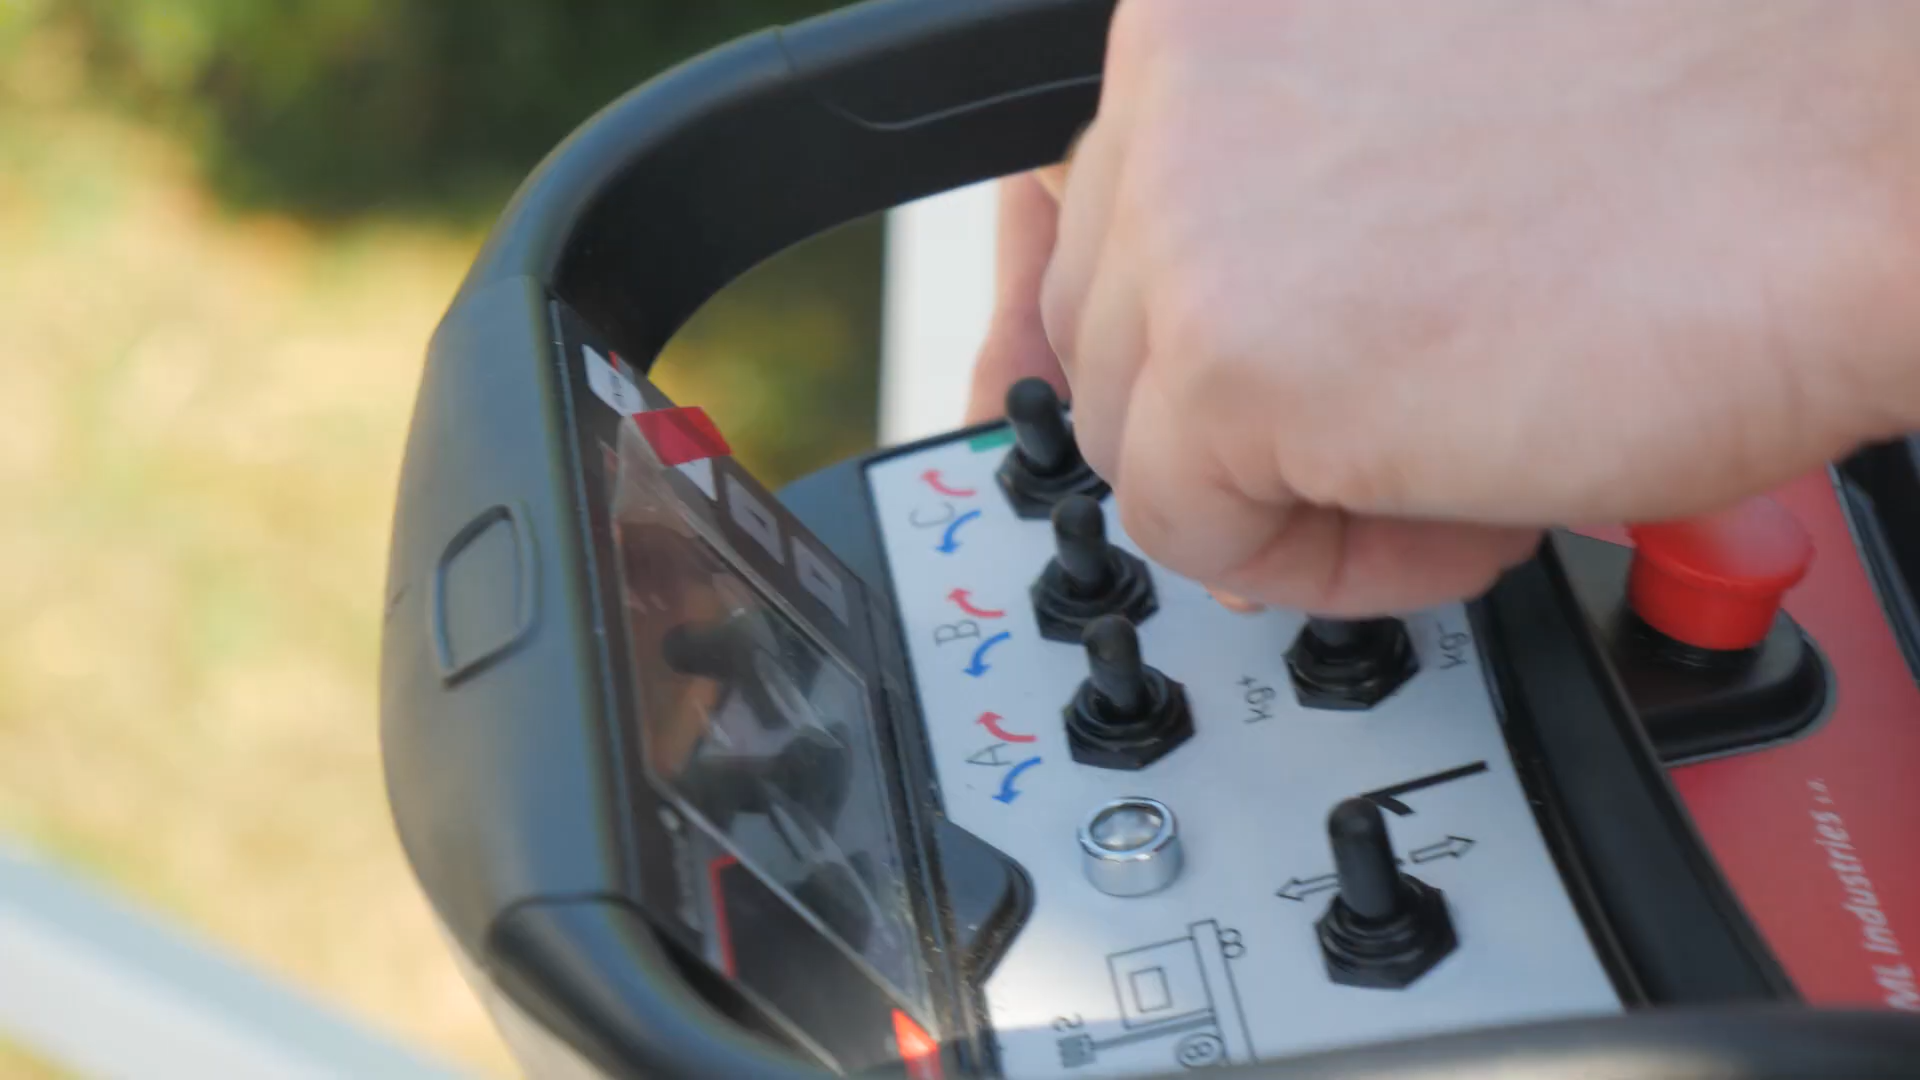 C
B
A
kg+
kg-
ML Industries s.a.